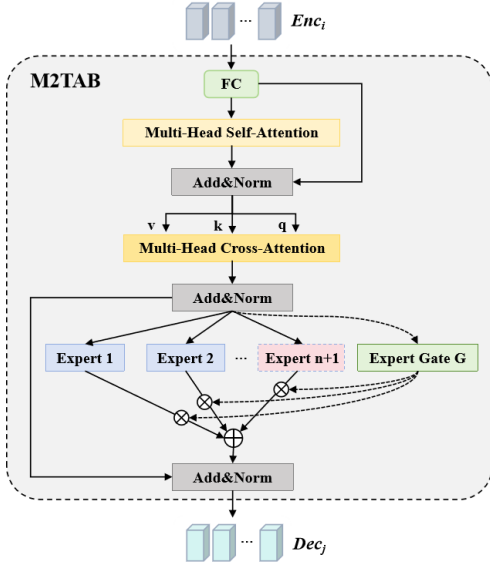 ... Enc_i
M2TAB
FC
Multi-Head Self-Attention
Add&Norm
v k q
Multi-Head Cross-Attention
Add&Norm
Expert 1 Expert 2 ... Expert n+1 Expert Gate G
Add&Norm
... Dec_j